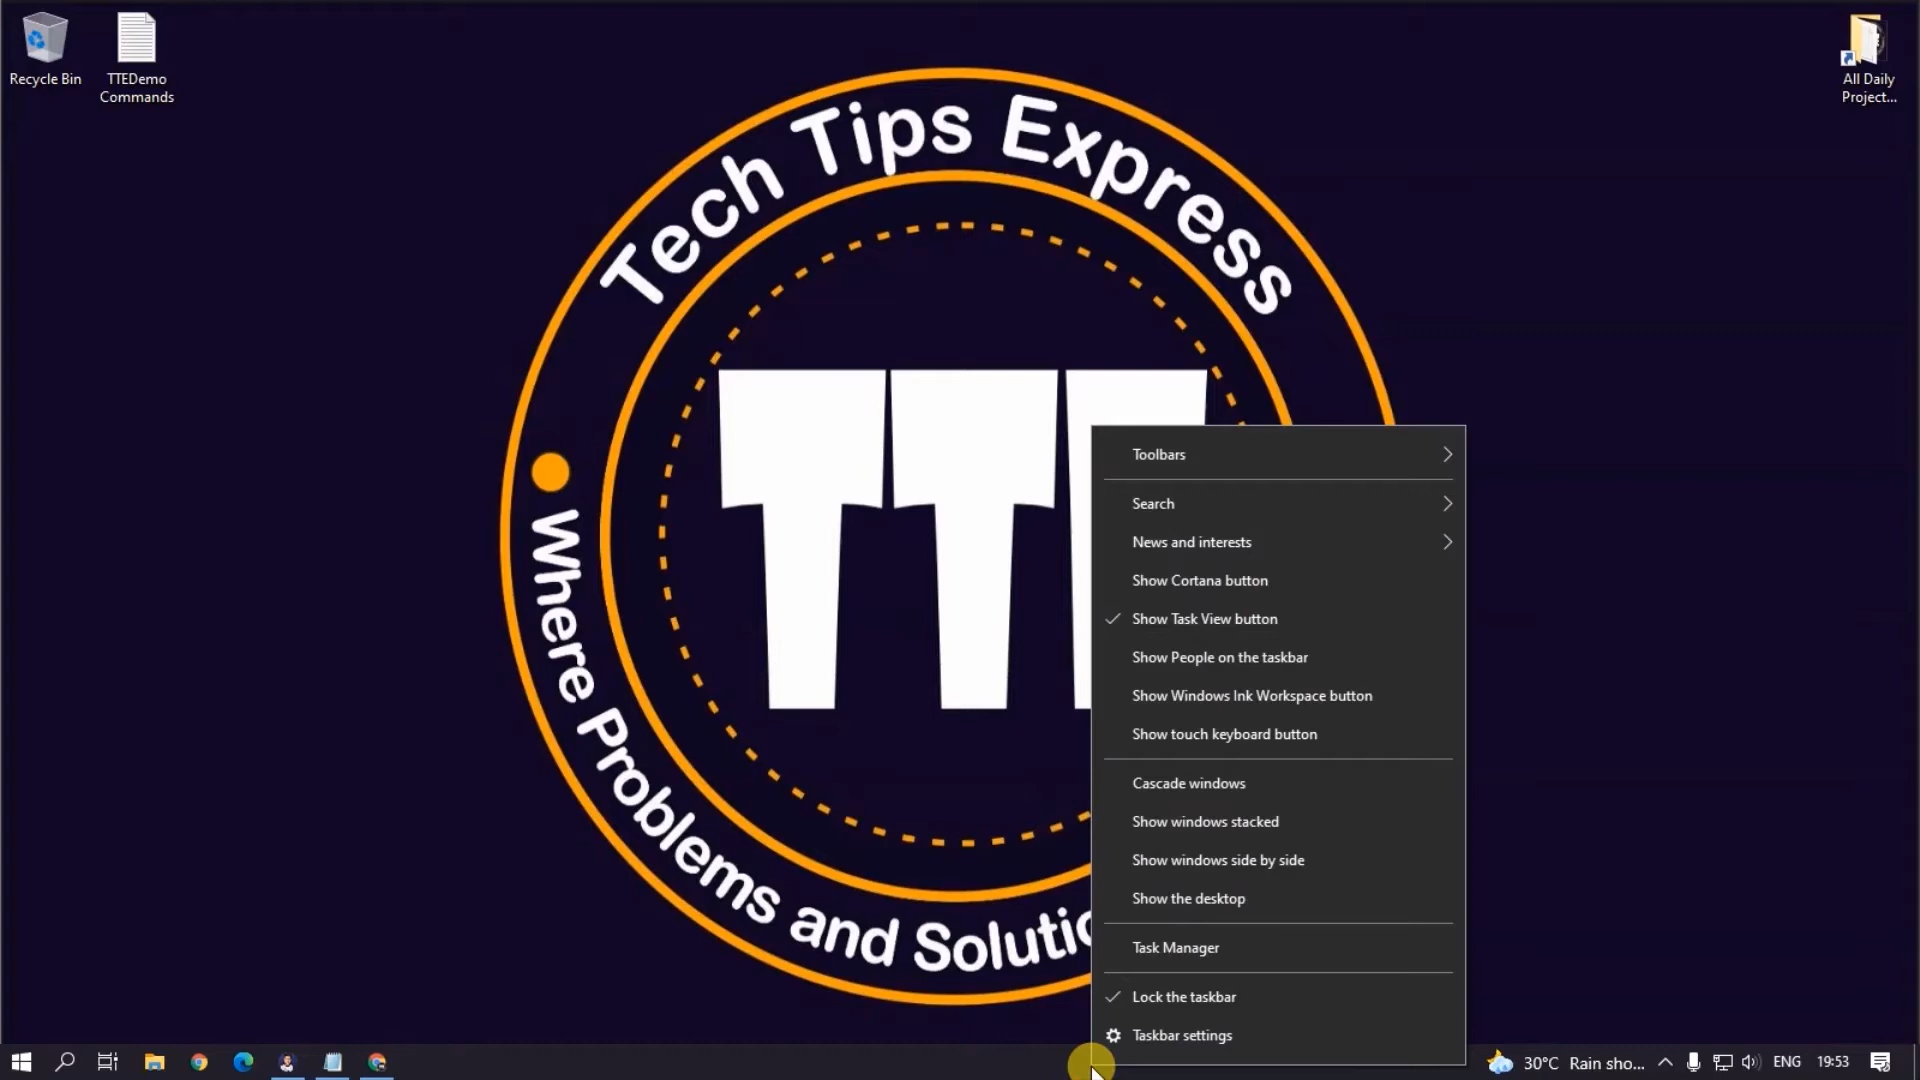 Recycle Bin
TTEDemo
Commands
All Daily
Project...
Tech Tips Express
TT
Where Problems and Soluti
Toolbars
Search
News and interests
Show Cortana button
Show Task View button
Show People on the taskbar
Show Windows Ink Workspace button
Show touch keyboard button
Cascade windows
Show windows stacked
Show windows side by side
Show the desktop
Task Manager
Lock the taskbar
Taskbar settings
30°C Rain sho...
ENG
19:53